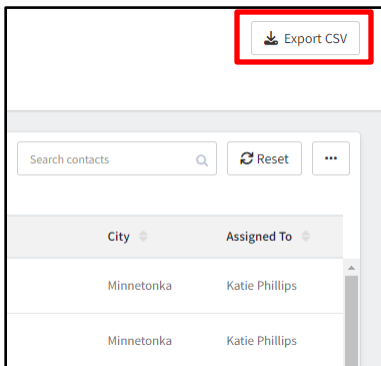 Export CSV
Search contacts Reset ...
City Assigned To
Minnetonka Katie Phillips
Minnetonka Katie Phillips